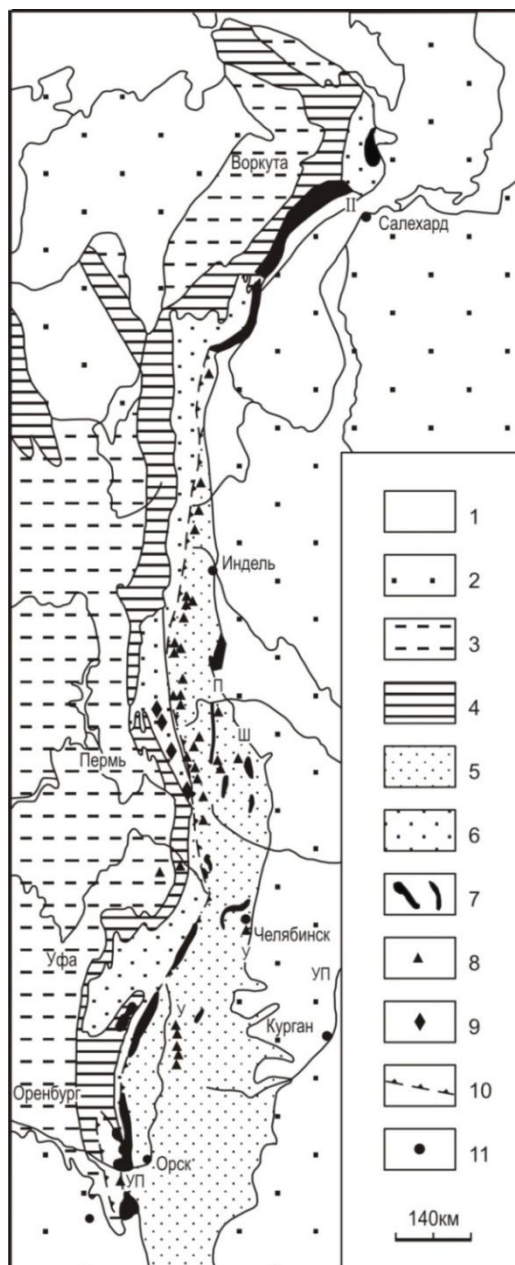 Воркута
II
Салехард
Индель
П
Ш
Пермь
Челябинск
У
Уфа
УП
У
Курган
Оренбург
Орск
УП
1
2
3
4
5
6
7
8
9
10
11
140км